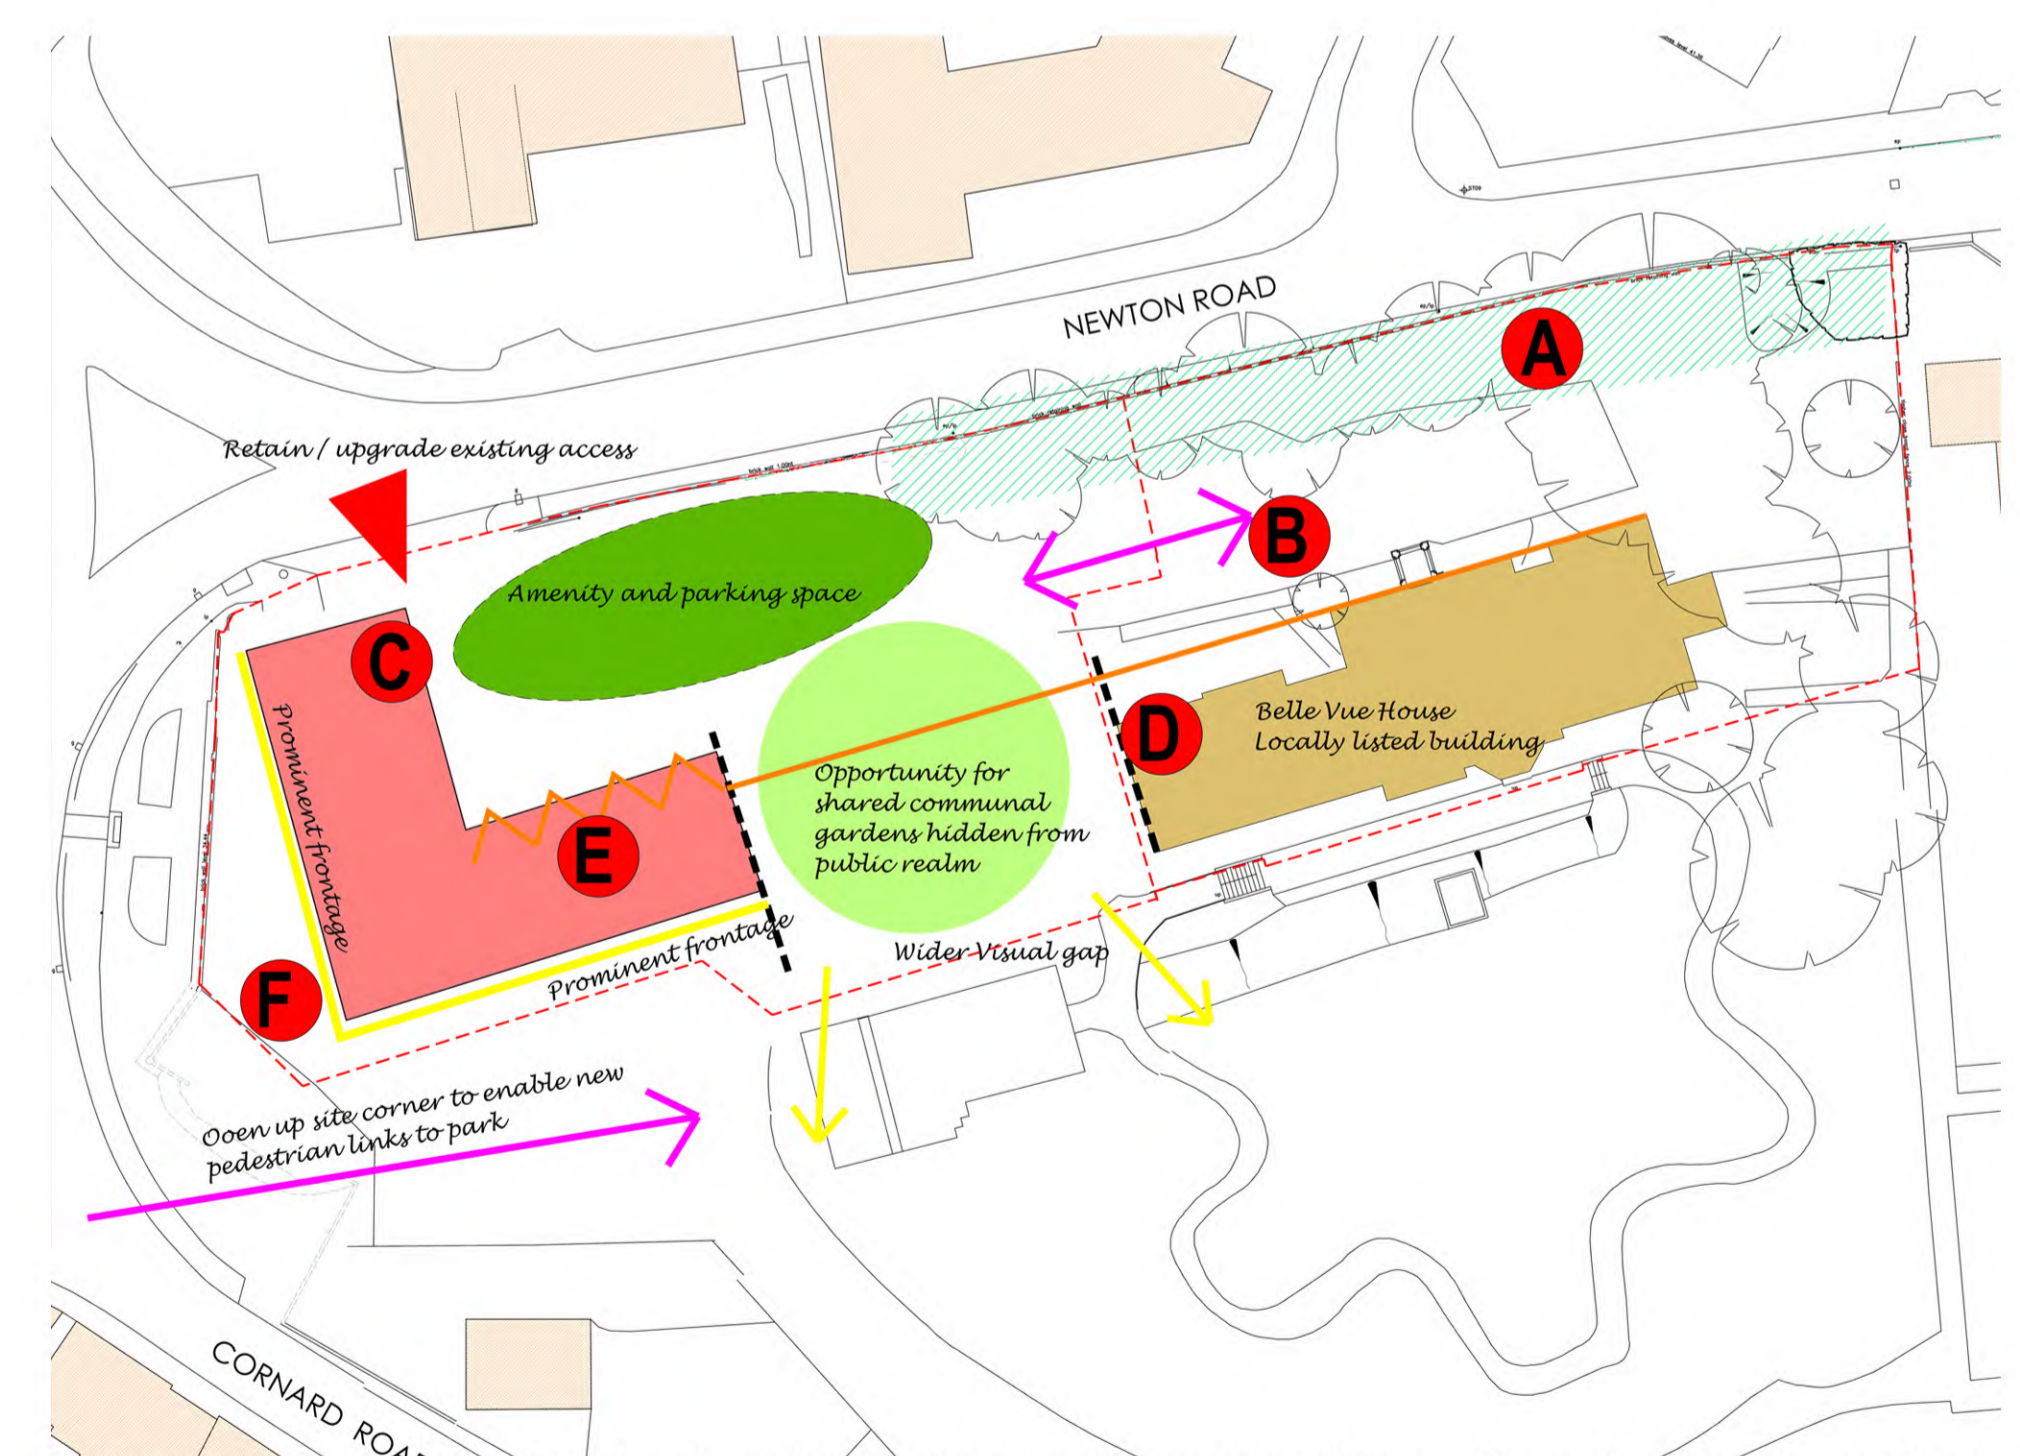 NEWTON ROAD
A
Retain / upgrade existing access
B
Amenity and parking space
C
D
Belle Vue House
Locally listed building
Prominent frontage
Opportunity for
shared communal
gardens hidden from
public realm
E
Prominent frontage
Wider Visual gap
F
Ooen up site corner to enable new
pedestrian links to park
CORNARD ROA